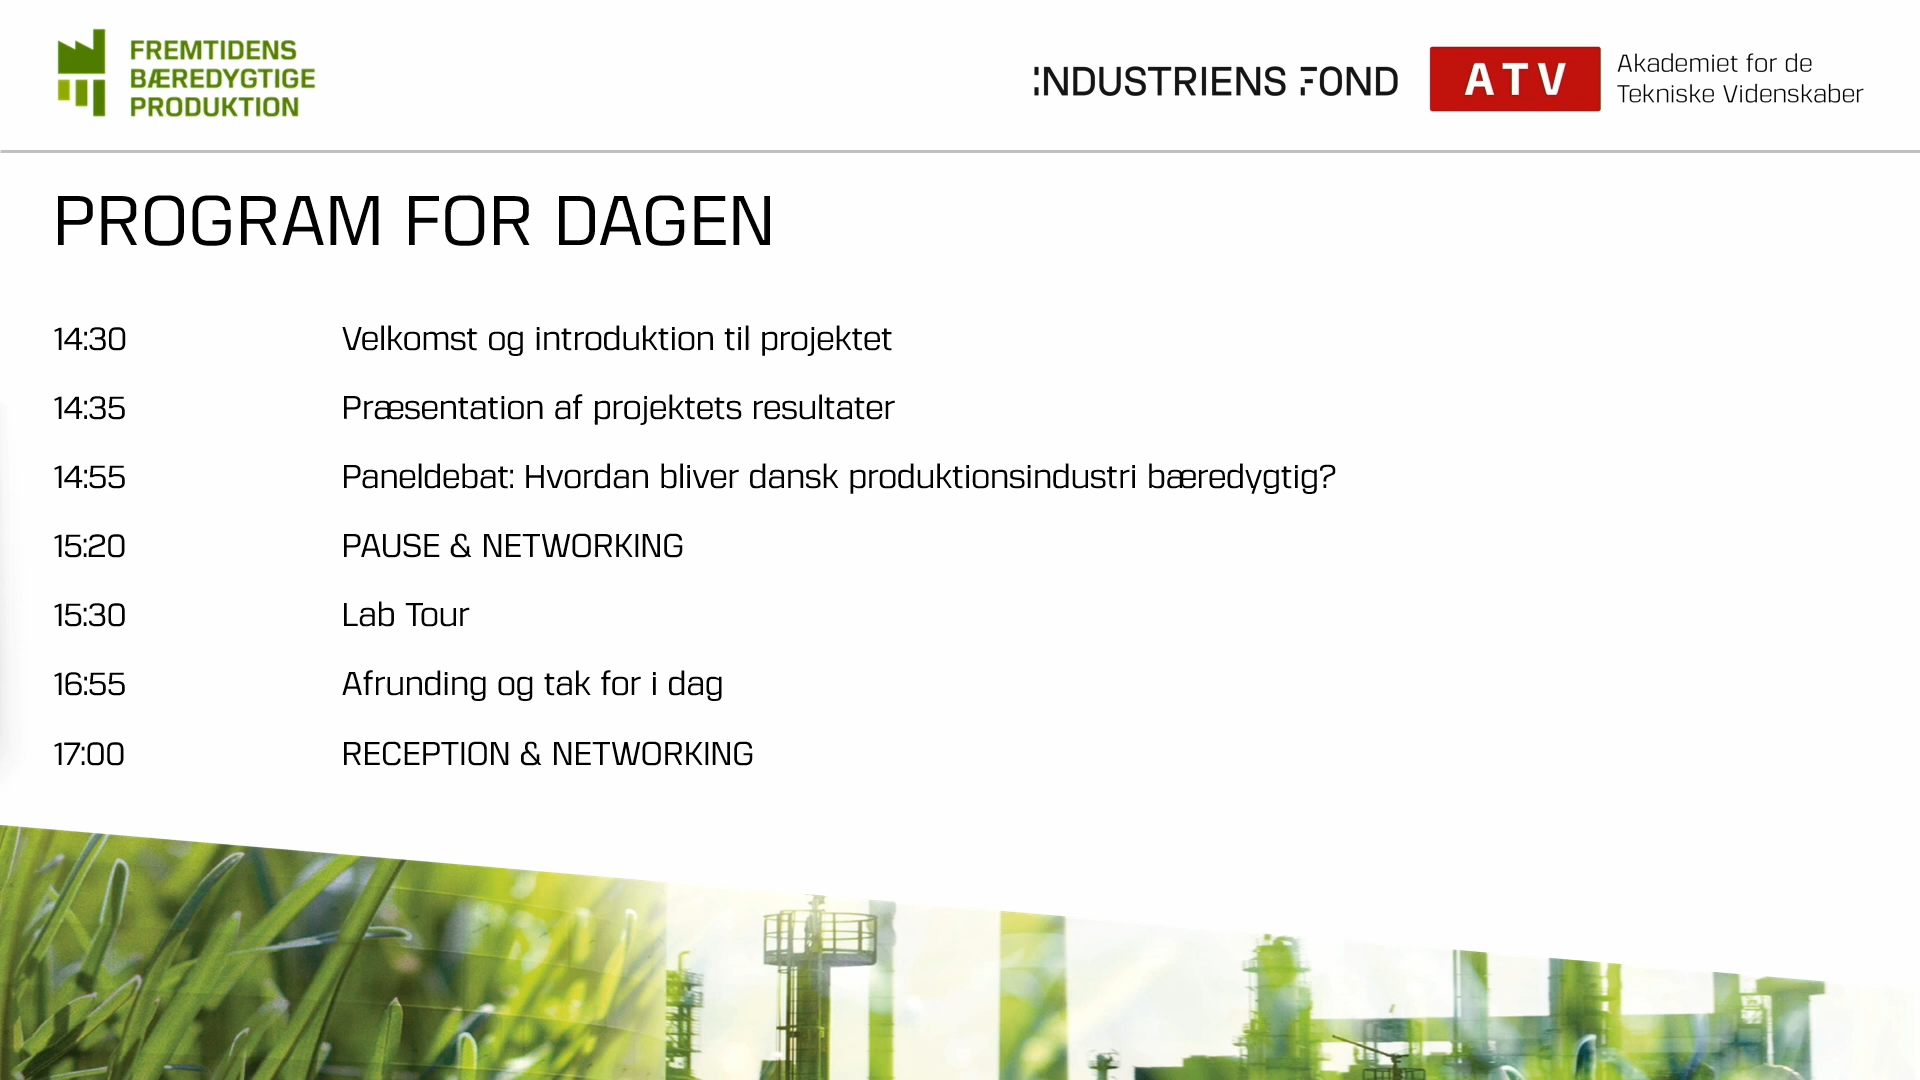 FREMTIDENS
BÆREDYGTIGE
PRODUKTION
INDUSTRIENS FOND
ATV
Akademiet for de
Tekniske Videnskaber
PROGRAM FOR DAGEN
14:30 Velkomst og introduktion til projektet
14:35 Præsentation af projektets resultater
14:55 Paneldebat: Hvordan bliver dansk produktionsindustri bæredygtig?
15:20 PAUSE & NETWORKING
15:30 Lab Tour
16:55 Afrunding og tak for i dag
17:00 RECEPTION & NETWORKING